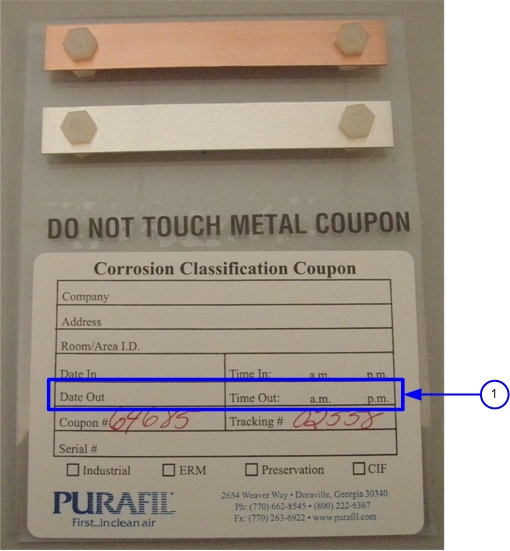 DO NOT TOUCH METAL COUPON
Corrosion Classification Coupon
Company
Address
Room/Area I.D.
Date In Time In: a.m. p.m.
Date Out Time Out: a.m. p.m.
1
Coupon # 64685 Tracking # 02558
Serial #
Industrial ERM Preservation CIF
PURAFIL
First...in clean air
2654 Weaver Way • Doraville, Georgia 30340
Ph: (770) 662-8545 • (800) 222-6367
Fx: (770) 263-6922 • www.purafil.com